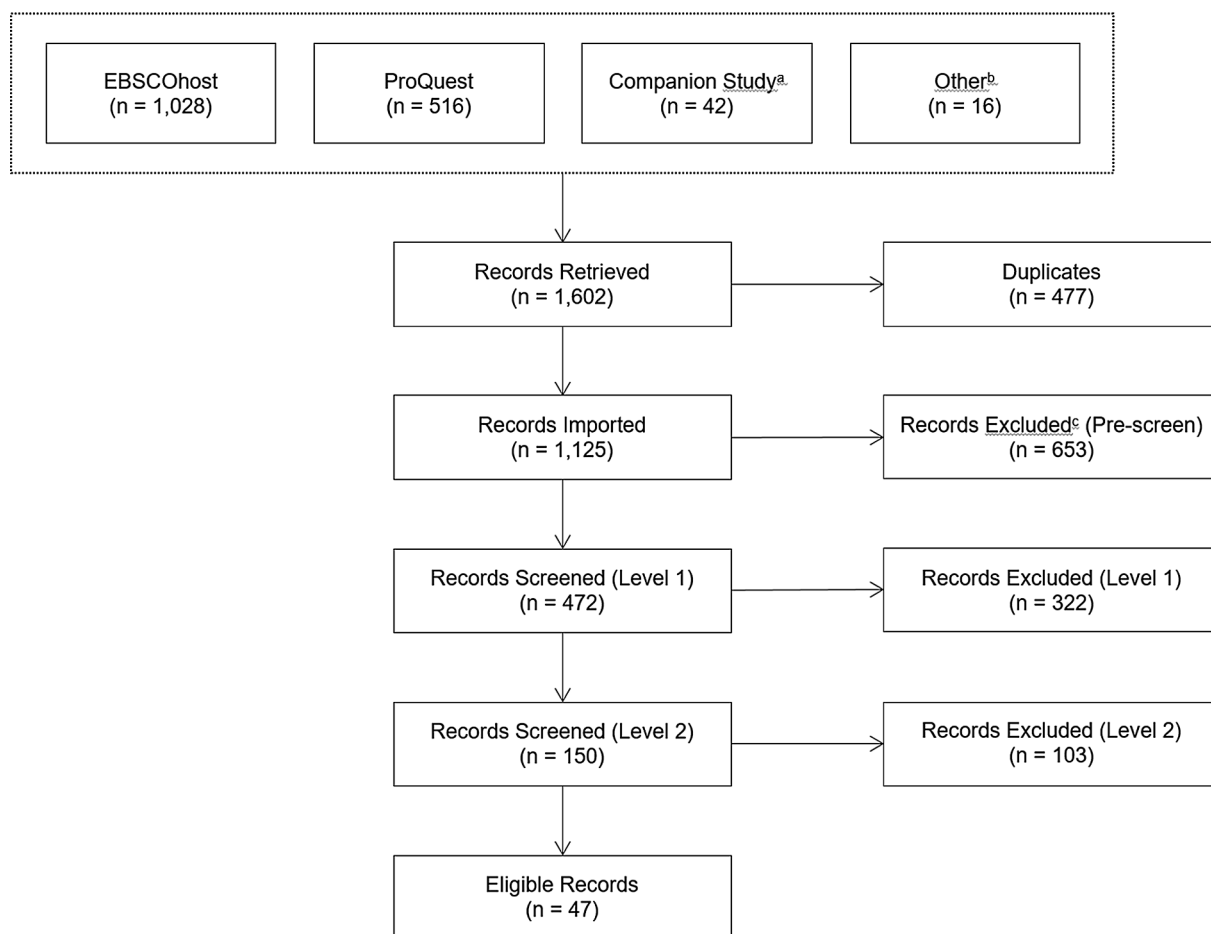 EBSCOhost
(n = 1,028)
ProQuest
(n = 516)
Companion Studyᵃ
(n = 42)
Otherᵇ
(n = 16)
Records Retrieved
(n = 1,602)
Duplicates
(n = 477)
Records Imported
(n = 1,125)
Records Excludedᶜ (Pre-screen)
(n = 653)
Records Screened (Level 1)
(n = 472)
Records Excluded (Level 1)
(n = 322)
Records Screened (Level 2)
(n = 150)
Records Excluded (Level 2)
(n = 103)
Eligible Records
(n = 47)